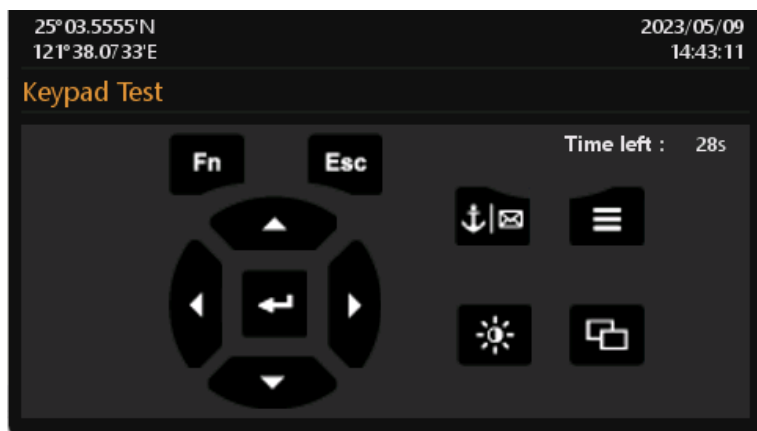 25°03.5555'N
2023/05/09
121°38.0733'E
14:43:11
Keypad Test
Time left : 28s
Fn
Esc